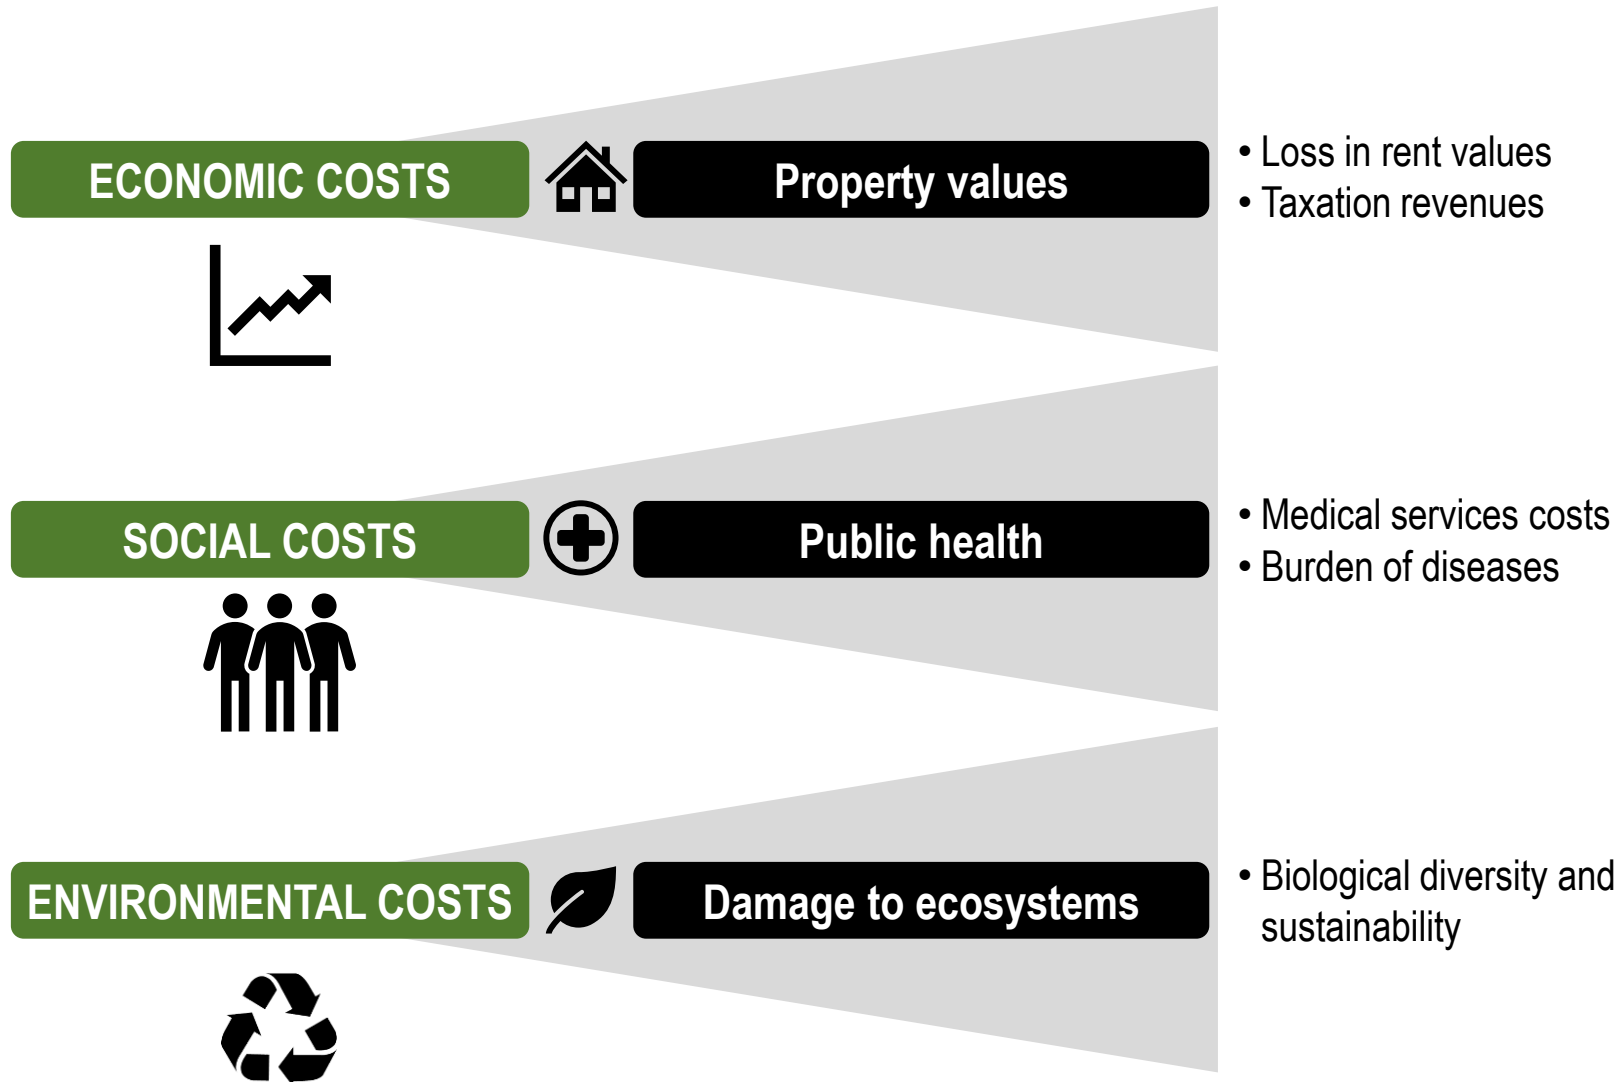 ECONOMIC COSTS
Property values
• Loss in rent values
• Taxation revenues
SOCIAL COSTS
Public health
• Medical services costs
• Burden of diseases
ENVIRONMENTAL COSTS
Damage to ecosystems
• Biological diversity and
sustainability